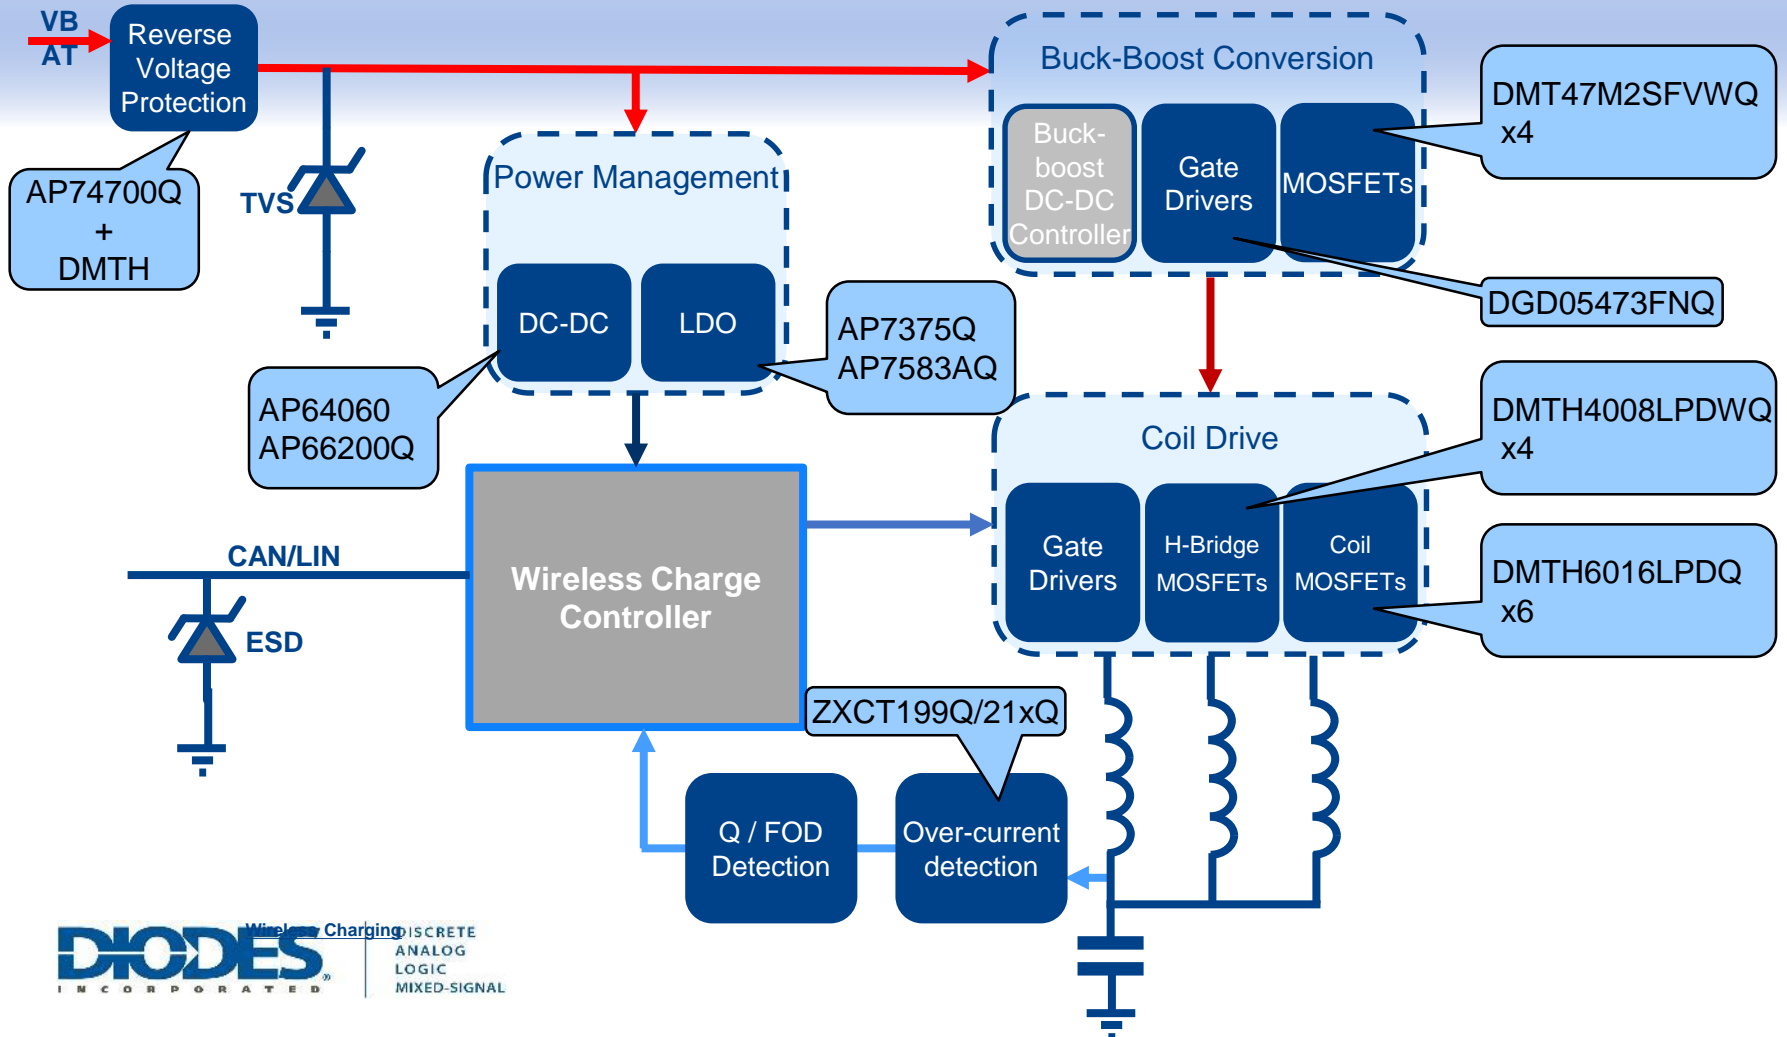 VB
AT
Reverse
Voltage
Protection
AP74700Q
+
DMTH
TVS
Power Management
DC-DC
LDO
AP64060
AP66200Q
AP7375Q
AP7583AQ
Buck-Boost Conversion
Buck-
boost
DC-DC
Controller
Gate
Drivers
MOSFETs
DMT47M2SFVWQ
x4
DGD05473FNQ
Coil Drive
Gate
Drivers
H-Bridge
MOSFETs
Coil
MOSFETs
DMTH4008LPDWQ
x4
DMTH6016LPDQ
x6
CAN/LIN
ESD
Wireless Charge
Controller
ZXCT199Q/21xQ
Q / FOD
Detection
Over-current
detection
Wireless Charging
DIODES
®
INCORPORATED
DISCRETE
ANALOG
LOGIC
MIXED-SIGNAL